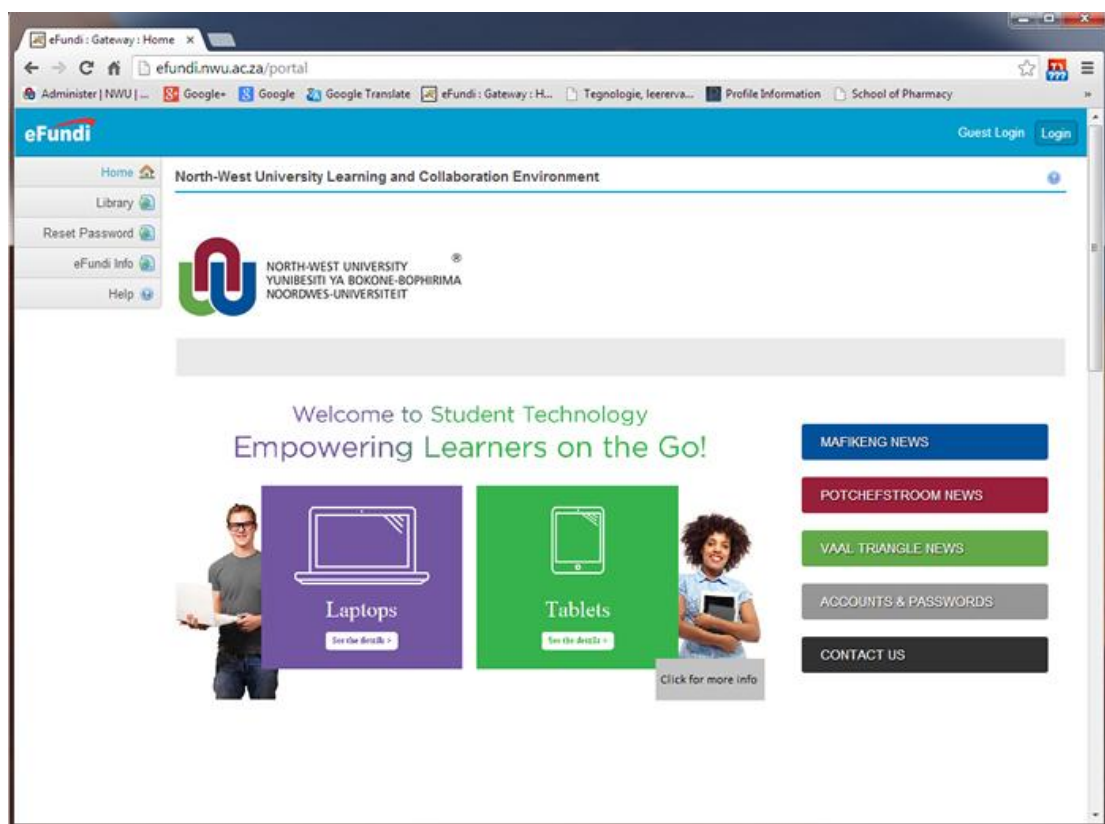 eFundi : Gateway : Home
efundi.nwu.ac.za/portal
Administer | NWU | ...
Google+
Google
Google Translate
eFundi : Gateway : H...
Tegnologie, leererva...
Profile Information
School of Pharmacy
eFundi
Guest Login
Login
Home
Library
Reset Password
eFundi Info
Help
North-West University Learning and Collaboration Environment
NORTH-WEST UNIVERSITY ®
YUNIBESITI YA BOKONE-BOPHIRIMA
NOORDWES-UNIVERSITEIT
Welcome to Student Technology
Empowering Learners on the Go!
Laptops
See the details >
Tablets
See the details >
Click for more info
MAFIKENG NEWS
POTCHEFSTROOM NEWS
VAAL TRIANGLE NEWS
ACCOUNTS & PASSWORDS
CONTACT US